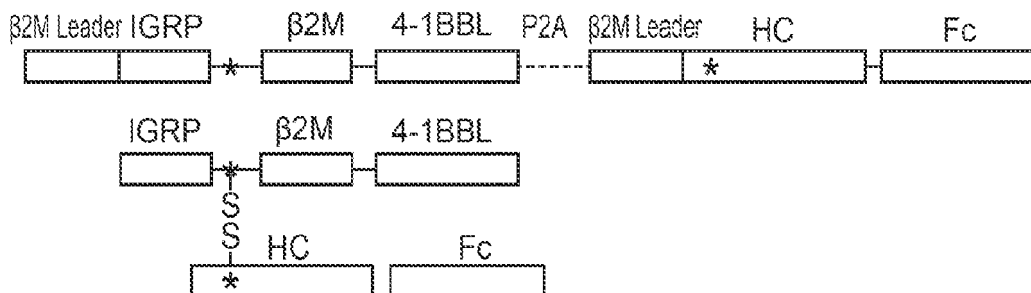 β2M Leader IGRP β2M 4-1BBL P2A β2M Leader HC Fc
* *
IGRP β2M 4-1BBL
*
S
S
HC Fc
*